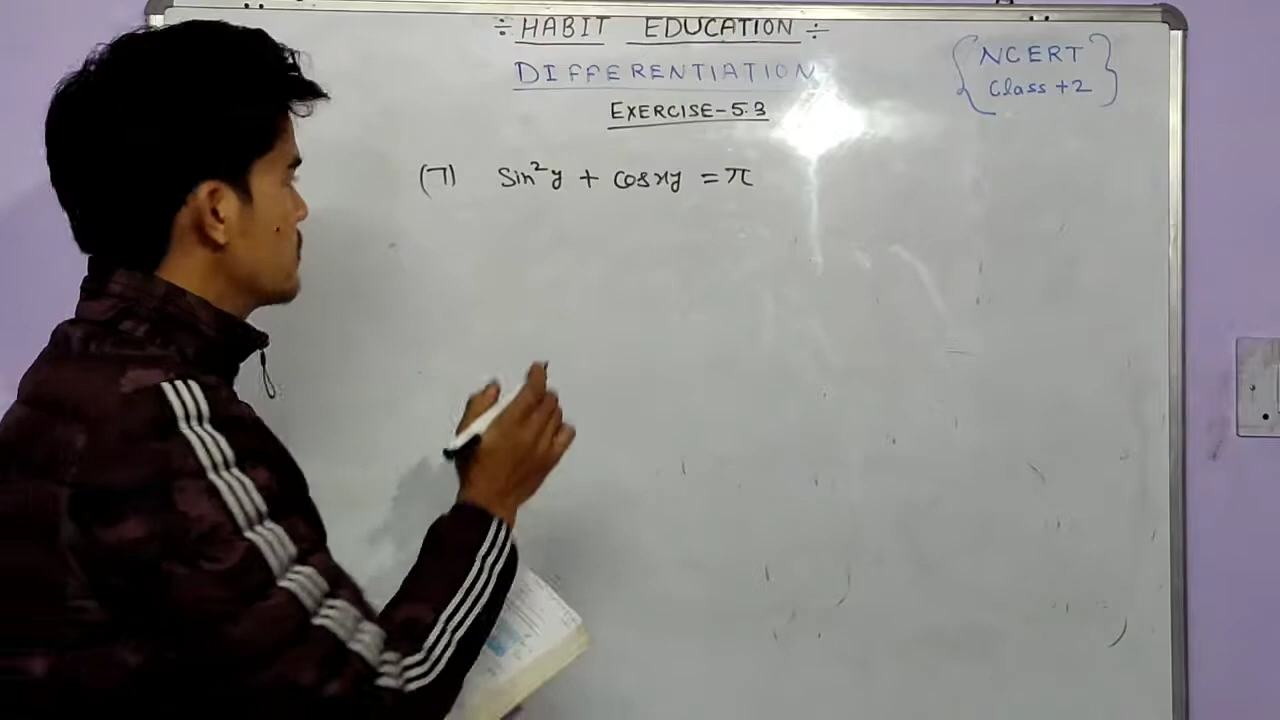 ÷ HABIT EDUCATION ÷
DIFFERENTIATION
EXERCISE-5.3
{NCERT
Class +2}
(7) Sin²y + cosxy = π